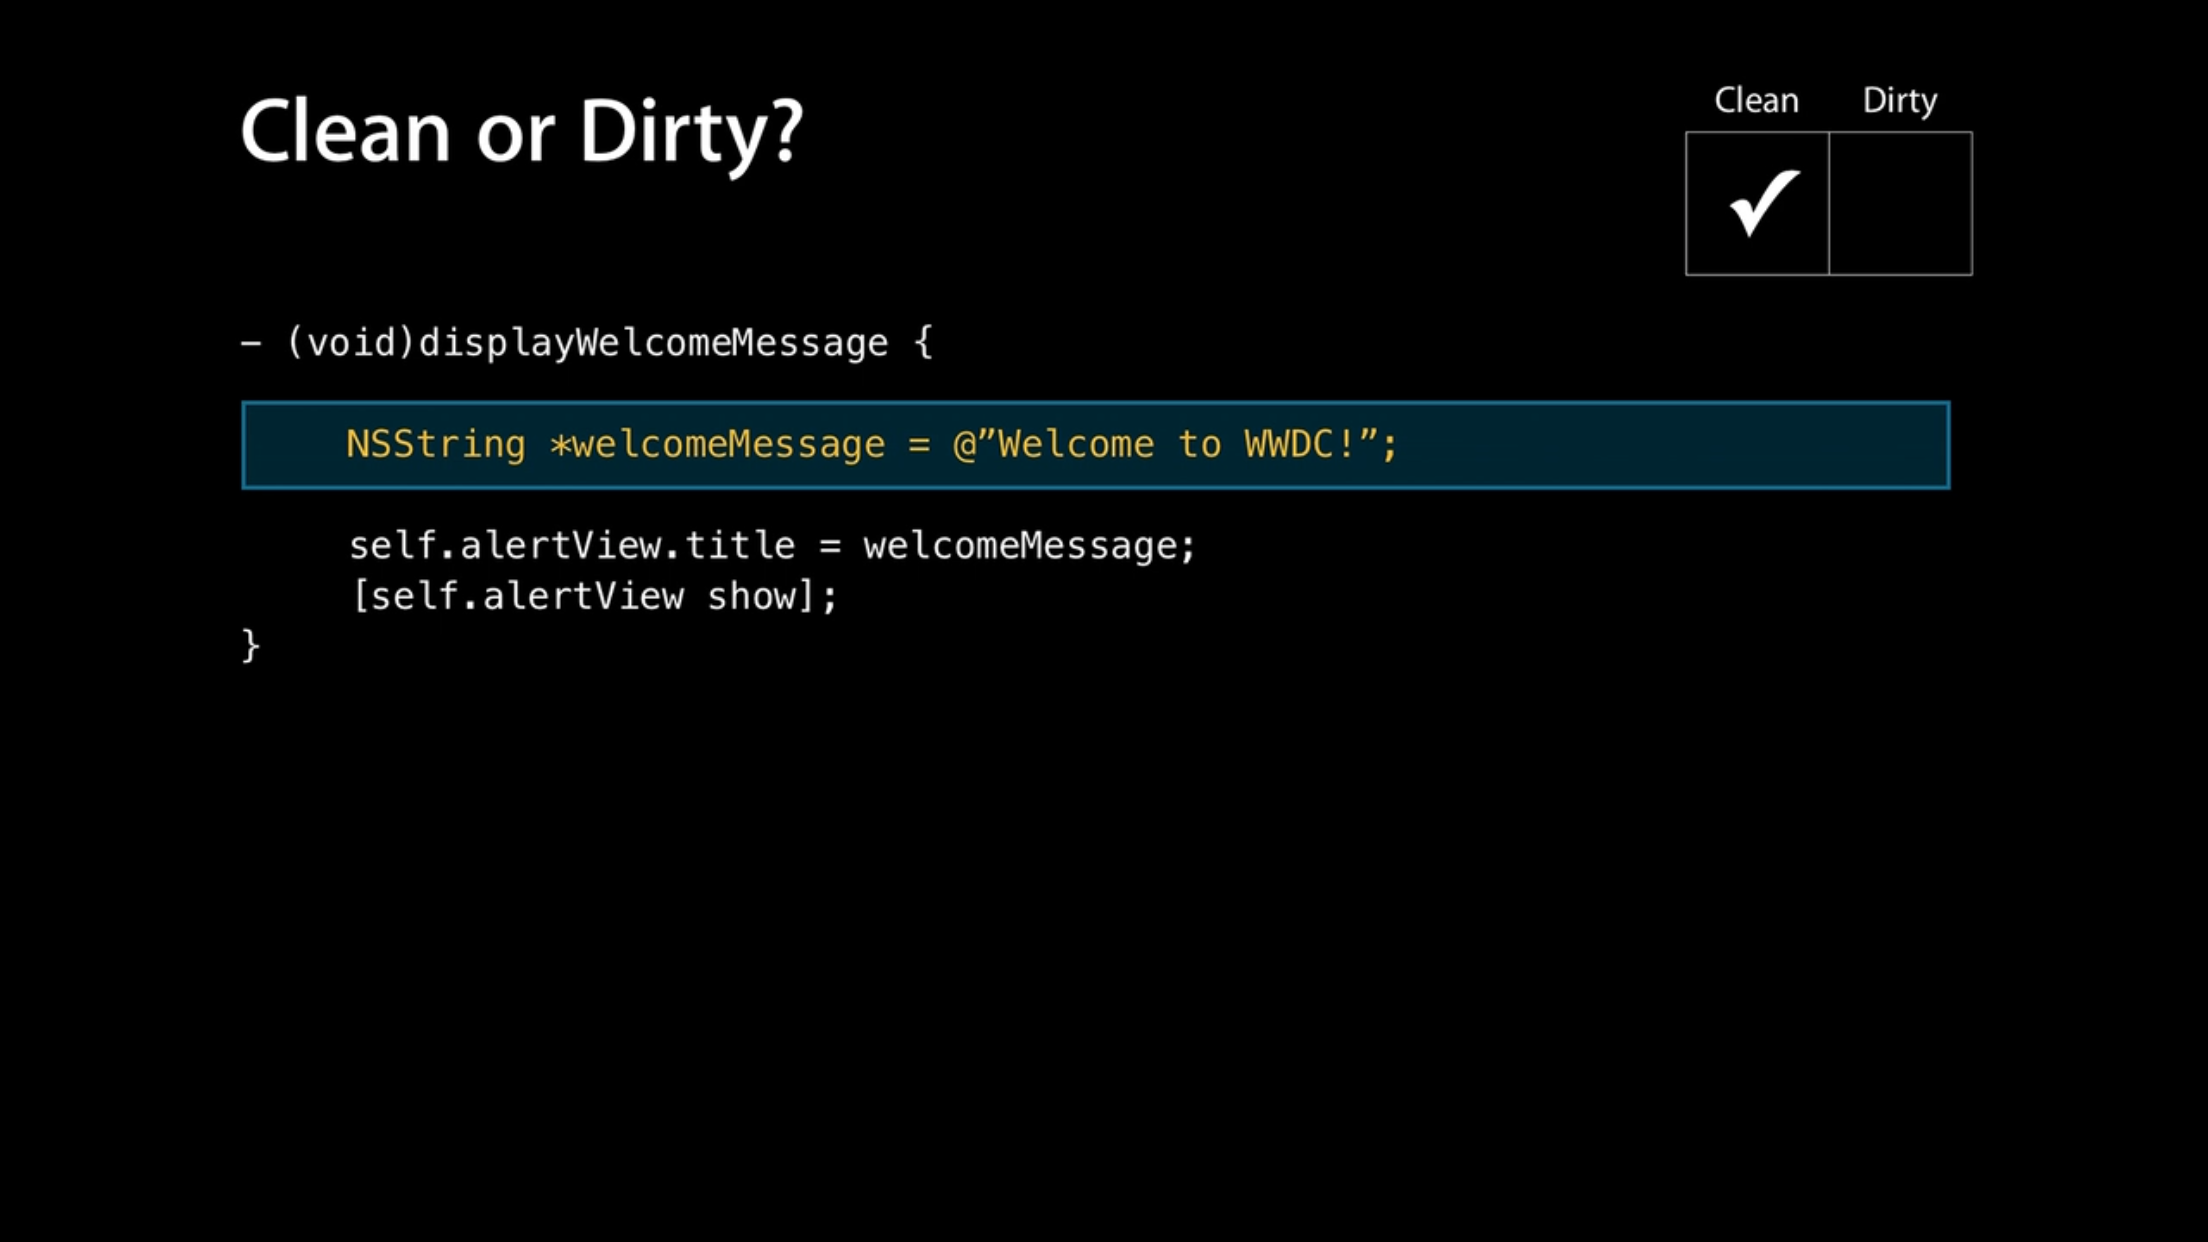 Clean or Dirty?
Clean Dirty
– (void)displayWelcomeMessage {
NSString *welcomeMessage = @”Welcome to WWDC!”;
self.alertView.title = welcomeMessage;
[self.alertView show];
}